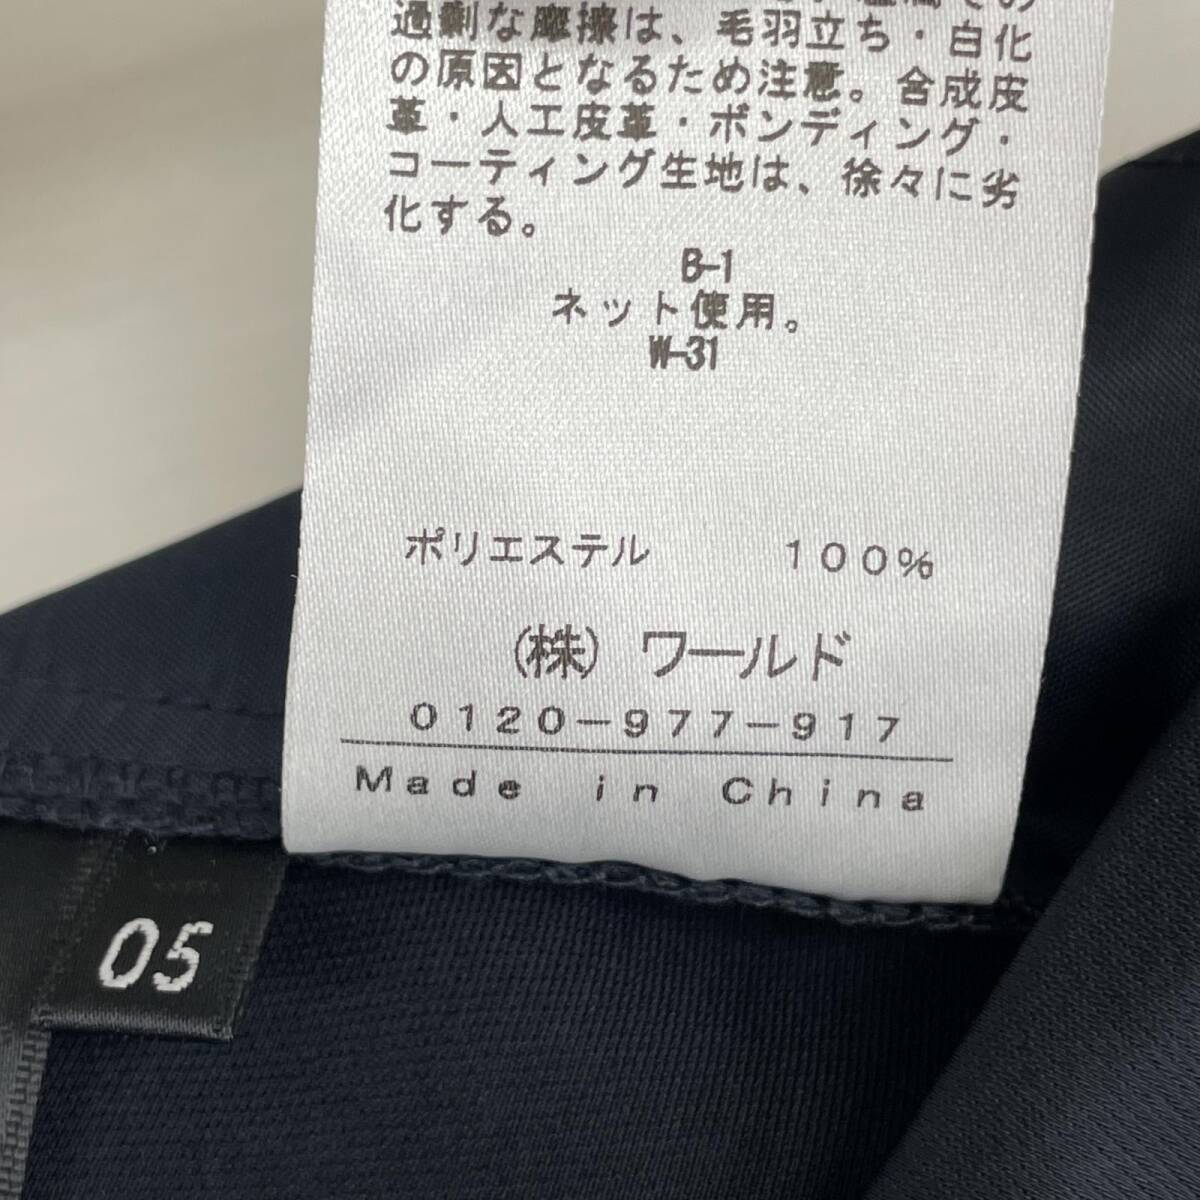 過剰な摩擦は、毛羽立ち・白化
の原因となるため注意。合成皮
革・人工皮革・ボンディング・
コーティング生地は、徐々に劣
化する。
B-1
ネット使用。
W-31
ポリエステル 100%
(株) ワールド
0120-977-917
Made in China
05